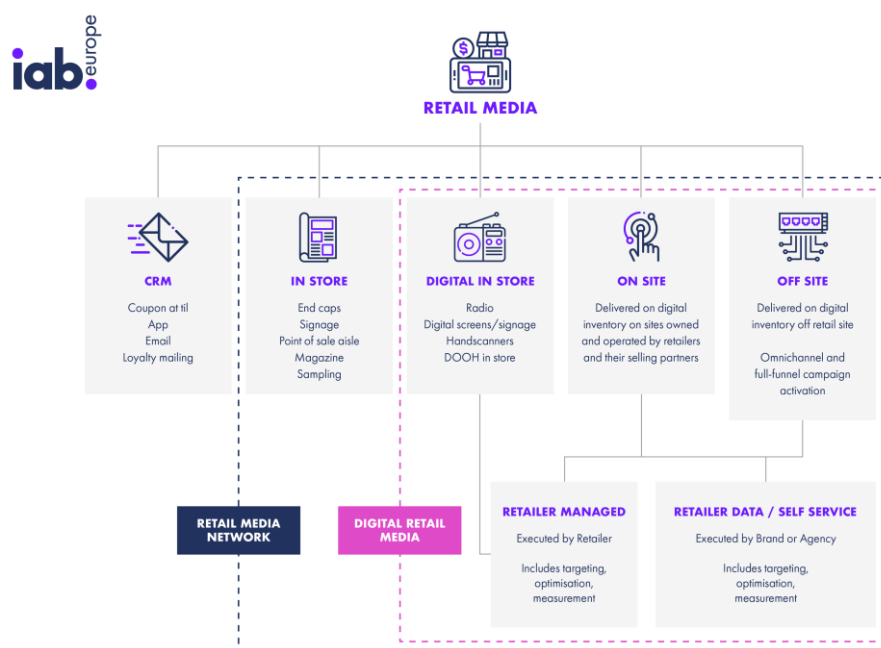 iab.
europe
RETAIL MEDIA
CRM
Coupon at til
App
Email
Loyalty mailing
IN STORE
End caps
Signage
Point of sale aisle
Magazine
Sampling
DIGITAL IN STORE
Radio
Digital screens/signage
Handscanners
DOOH in store
ON SITE
Delivered on digital
inventory on sites owned
and operated by retailers
and their selling partners
OFF SITE
Delivered on digital
inventory off retail site
Omnichannel and
full-funnel campaign
activation
RETAIL MEDIA
NETWORK
DIGITAL RETAIL
MEDIA
RETAILER MANAGED
Executed by Retailer
Includes targeting,
optimisation,
measurement
RETAILER DATA / SELF SERVICE
Executed by Brand or Agency
Includes targeting,
optimisation,
measurement